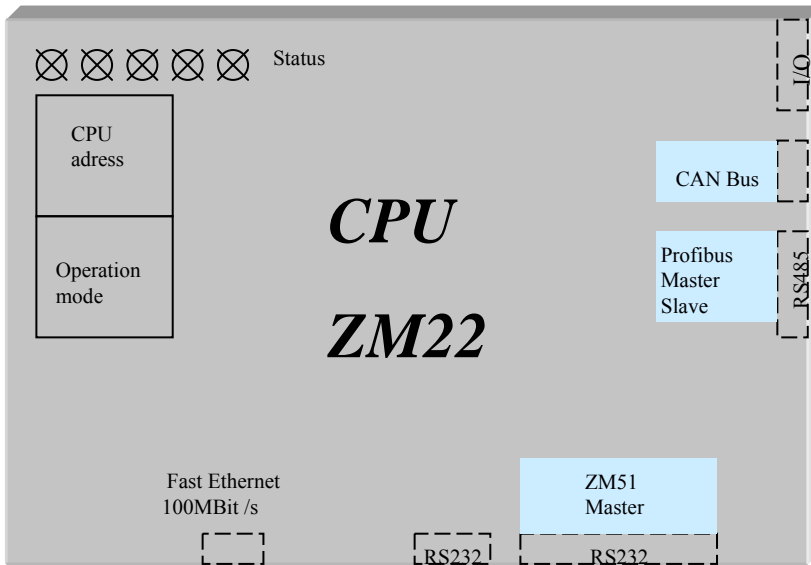 Status
I/O
CPU
adress
CAN Bus
CPU
Operation
mode
Profibus
Master
Slave
RS485
ZM22
Fast Ethernet
100MBit /s
ZM51
Master
RS232
RS232